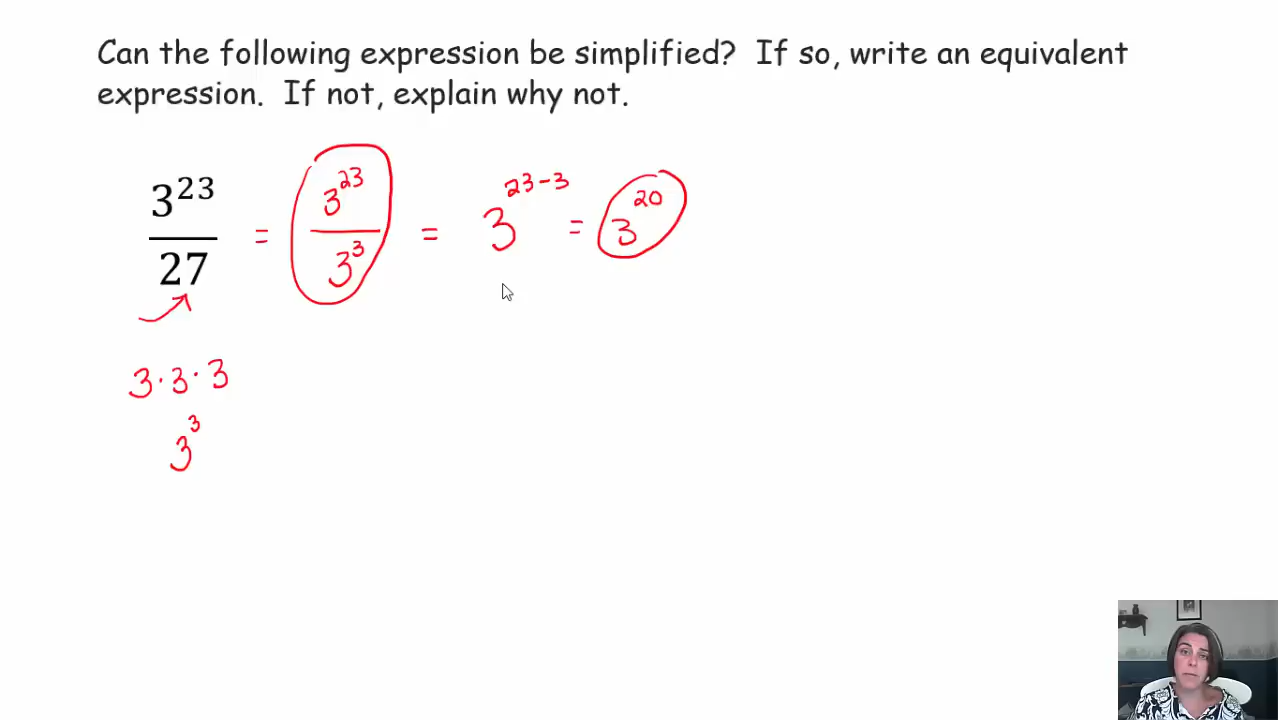 Can the following expression be simplified? If so, write an equivalent
expression. If not, explain why not.
3^23/27 = 3^23/3^3 = 3^23-3 = 3^20
3·3·3
3^3